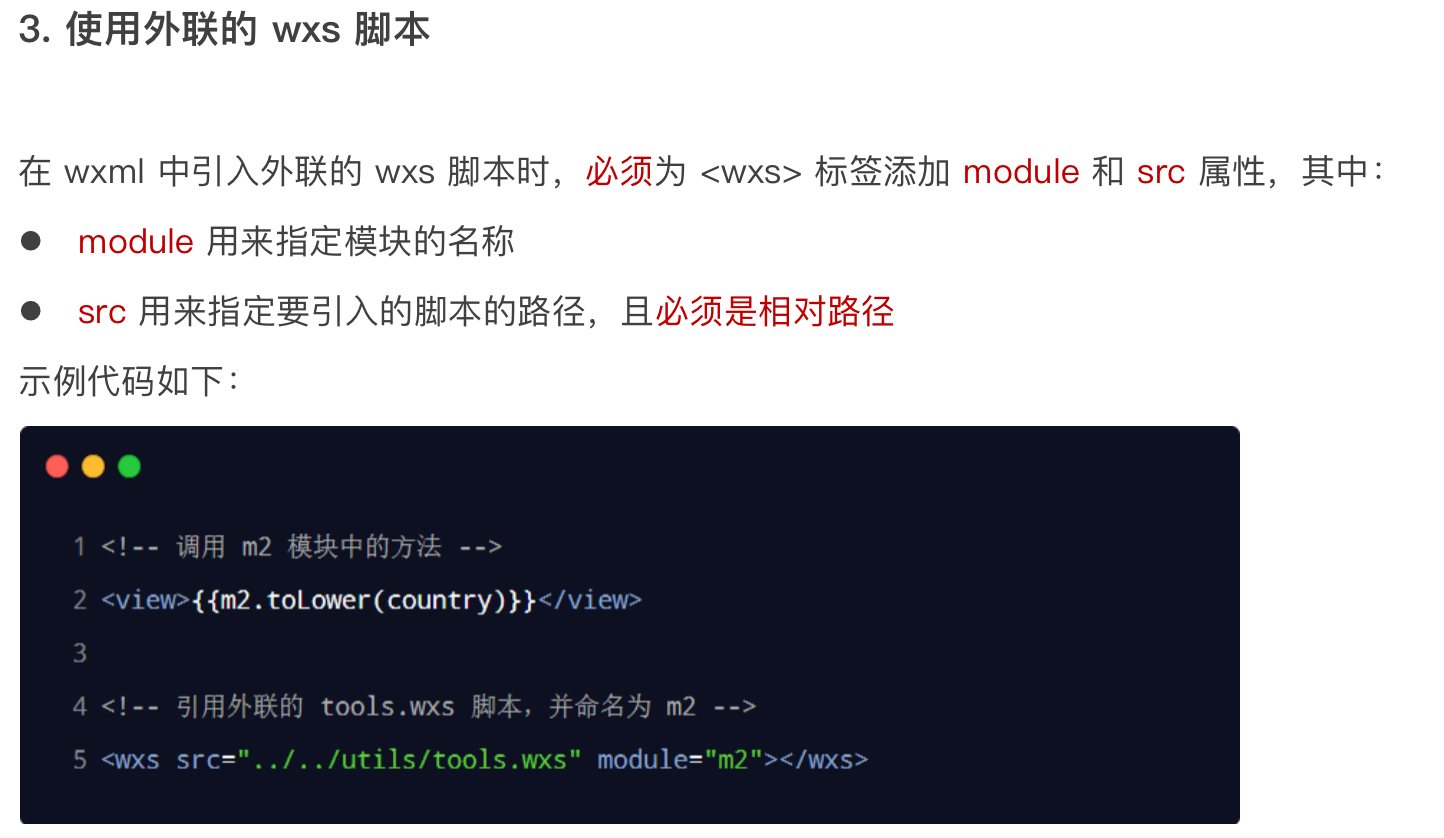 3. 使用外联的 wxs 脚本
在 wxml 中引入外联的 wxs 脚本时，必须为 <wxs> 标签添加 module 和 src 属性，其中：
● module 用来指定模块的名称
● src 用来指定要引入的脚本的路径，且必须是相对路径
示例代码如下：
1 <!-- 调用 m2 模块中的方法 -->
2 <view>{{m2.toLower(country)}}</view>
3
4 <!-- 引用外联的 tools.wxs 脚本，并命名为 m2 -->
5 <wxs src="../../utils/tools.wxs" module="m2"></wxs>